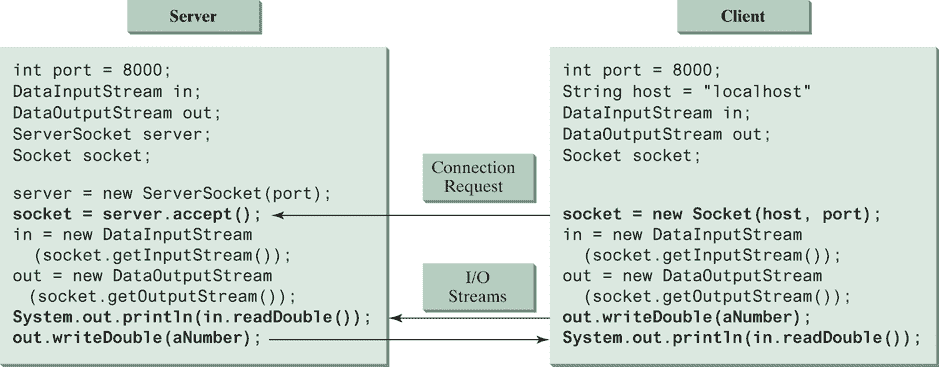 Server
int port = 8000;
DataInputStream in;
DataOutputStream out;
ServerSocket server;
Socket socket;
server = new ServerSocket(port);
socket = server.accept();
in = new DataInputStream
(socket.getInputStream());
out = new DataOutputStream
(socket.getOutputStream());
System.out.println(in.readDouble());
out.writeDouble(aNumber);
Connection
Request
I/O
Streams
Client
int port = 8000;
String host = "localhost"
DataInputStream in;
DataOutputStream out;
Socket socket;
socket = new Socket(host, port);
in = new DataInputStream
(socket.getInputStream());
out = new DataOutputStream
(socket.getOutputStream());
out.writeDouble(aNumber);
System.out.println(in.readDouble());